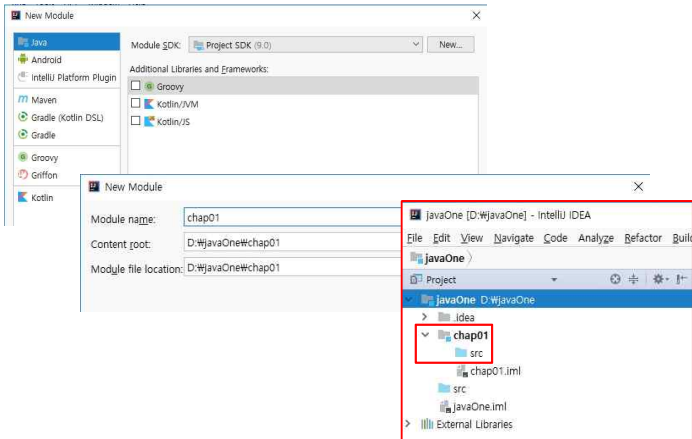 New Module
Java
Android
IntelliJ Platform Plugin
Maven
Gradle (Kotlin DSL)
Gradle
Groovy
Griffon
Kotlin
Module SDK: Project SDK (9.0) New...
Additional Libraries and Frameworks:
Groovy
Kotlin/JVM
Kotlin/JS
New Module
Module name: chap01
Content root: D:₩javaOne₩chap01
Module file location: D:₩javaOne₩chap01
javaOne [D:₩javaOne] - IntelliJ IDEA
File Edit View Navigate Code Analyze Refactor Build
javaOne
Project
javaOne D:₩javaOne
.idea
chap01
src
chap01.iml
src
javaOne.iml
External Libraries